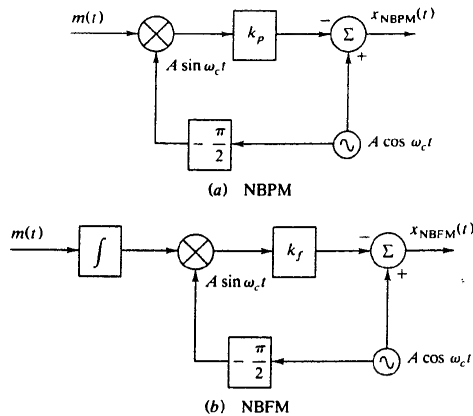 m(t)
k_p
−
Σ
x_NBPM(t)
+
A sin ω_c t
− π/2
A cos ω_c t
(a) NBPM
m(t)
∫
k_f
−
Σ
x_NBFM(t)
+
A sin ω_c t
− π/2
A cos ω_c t
(b) NBFM